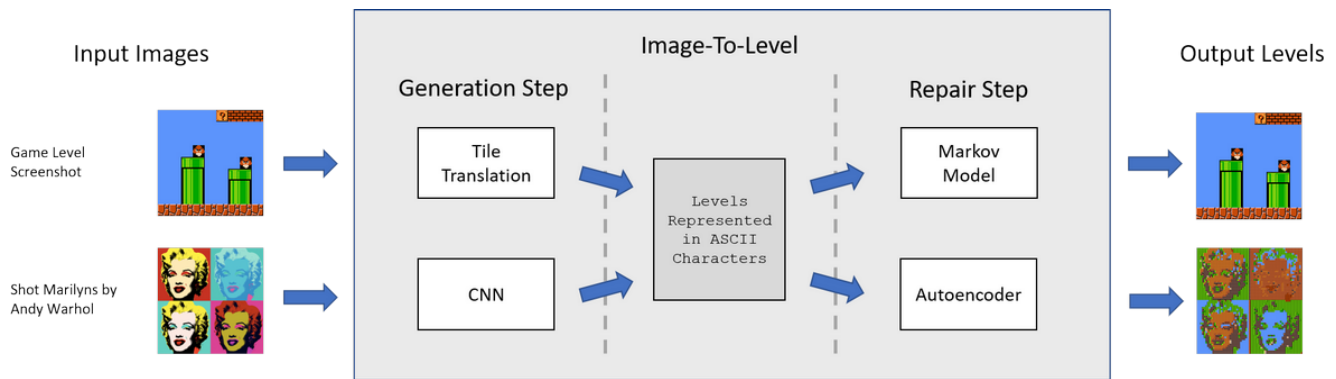 Input Images
Image-To-Level
Output Levels
Generation Step
Repair Step
Game Level
Screenshot
?
Tile
Translation
Levels
Represented
in ASCII
Characters
Markov
Model
?
Shot Marilyns by
Andy Warhol
CNN
Autoencoder